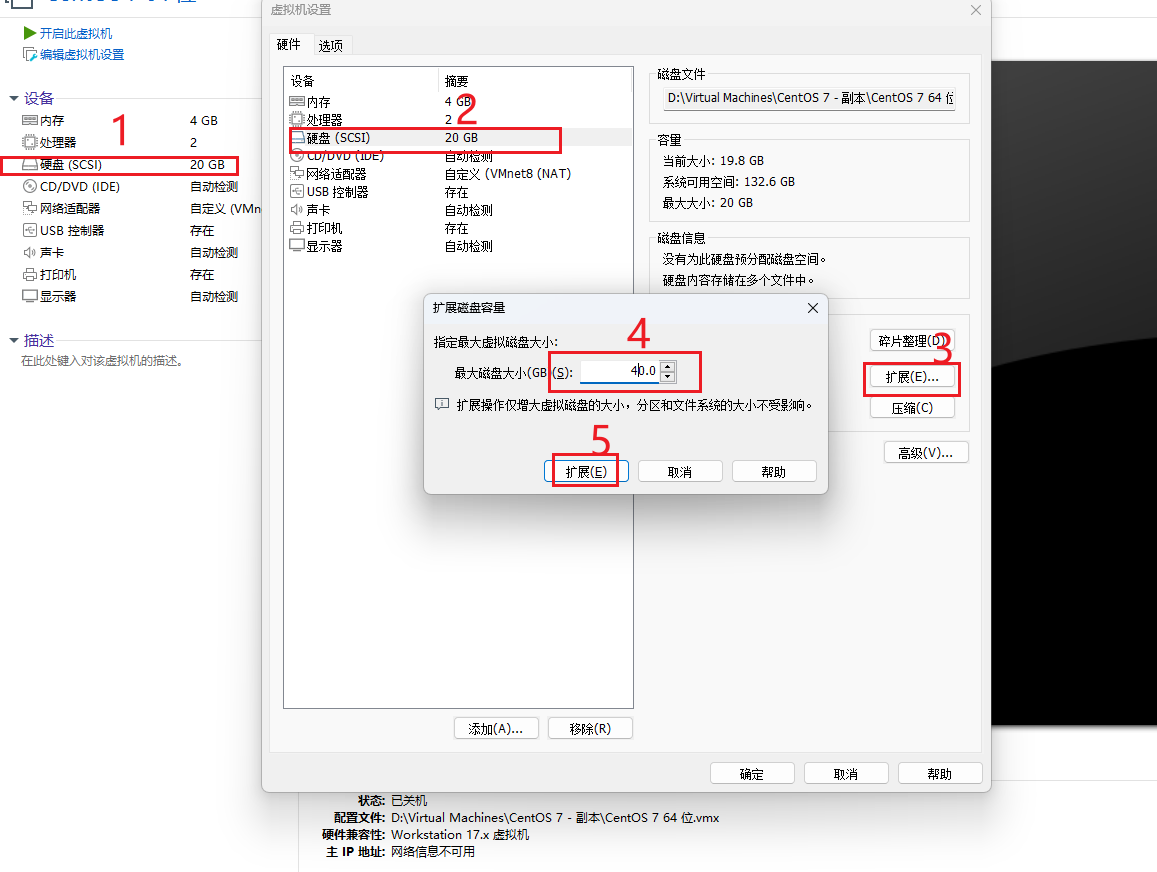 虚拟机设置
开启此虚拟机
编辑虚拟机设置
设备
内存 4 GB
处理器 2
硬盘 (SCSI) 20 GB
CD/DVD (IDE) 自动检测
网络适配器 自定义 (VMn
USB 控制器 存在
声卡 自动检测
打印机 存在
显示器 自动检测
描述
在此处键入对该虚拟机的描述。
1
硬件 选项
设备 摘要
内存 4 GB
处理器 2
硬盘 (SCSI) 20 GB
CD/DVD (IDE) 自动检测
网络适配器 自定义 (VMnet8 (NAT)
USB 控制器 存在
声卡 自动检测
打印机 存在
显示器 自动检测
2
添加(A)... 移除(R)
磁盘文件
D:\Virtual Machines\CentOS 7 - 副本\CentOS 7 64 位
容量
当前大小: 19.8 GB
系统可用空间: 132.6 GB
最大大小: 20 GB
磁盘信息
没有为此硬盘预分配磁盘空间。
硬盘内容存储在多个文件中。
碎片整理(D)
3
扩展(E)...
压缩(C)
高级(V)...
扩展磁盘容量
4
指定最大虚拟磁盘大小:
最大磁盘大小(GB)(S): 40.0
扩展操作仅增大虚拟磁盘的大小，分区和文件系统的大小不受影响。
5
扩展(E) 取消 帮助
确定 取消 帮助
状态: 已关机
配置文件: D:\Virtual Machines\CentOS 7 - 副本\CentOS 7 64 位.vmx
硬件兼容性: Workstation 17.x 虚拟机
主 IP 地址: 网络信息不可用